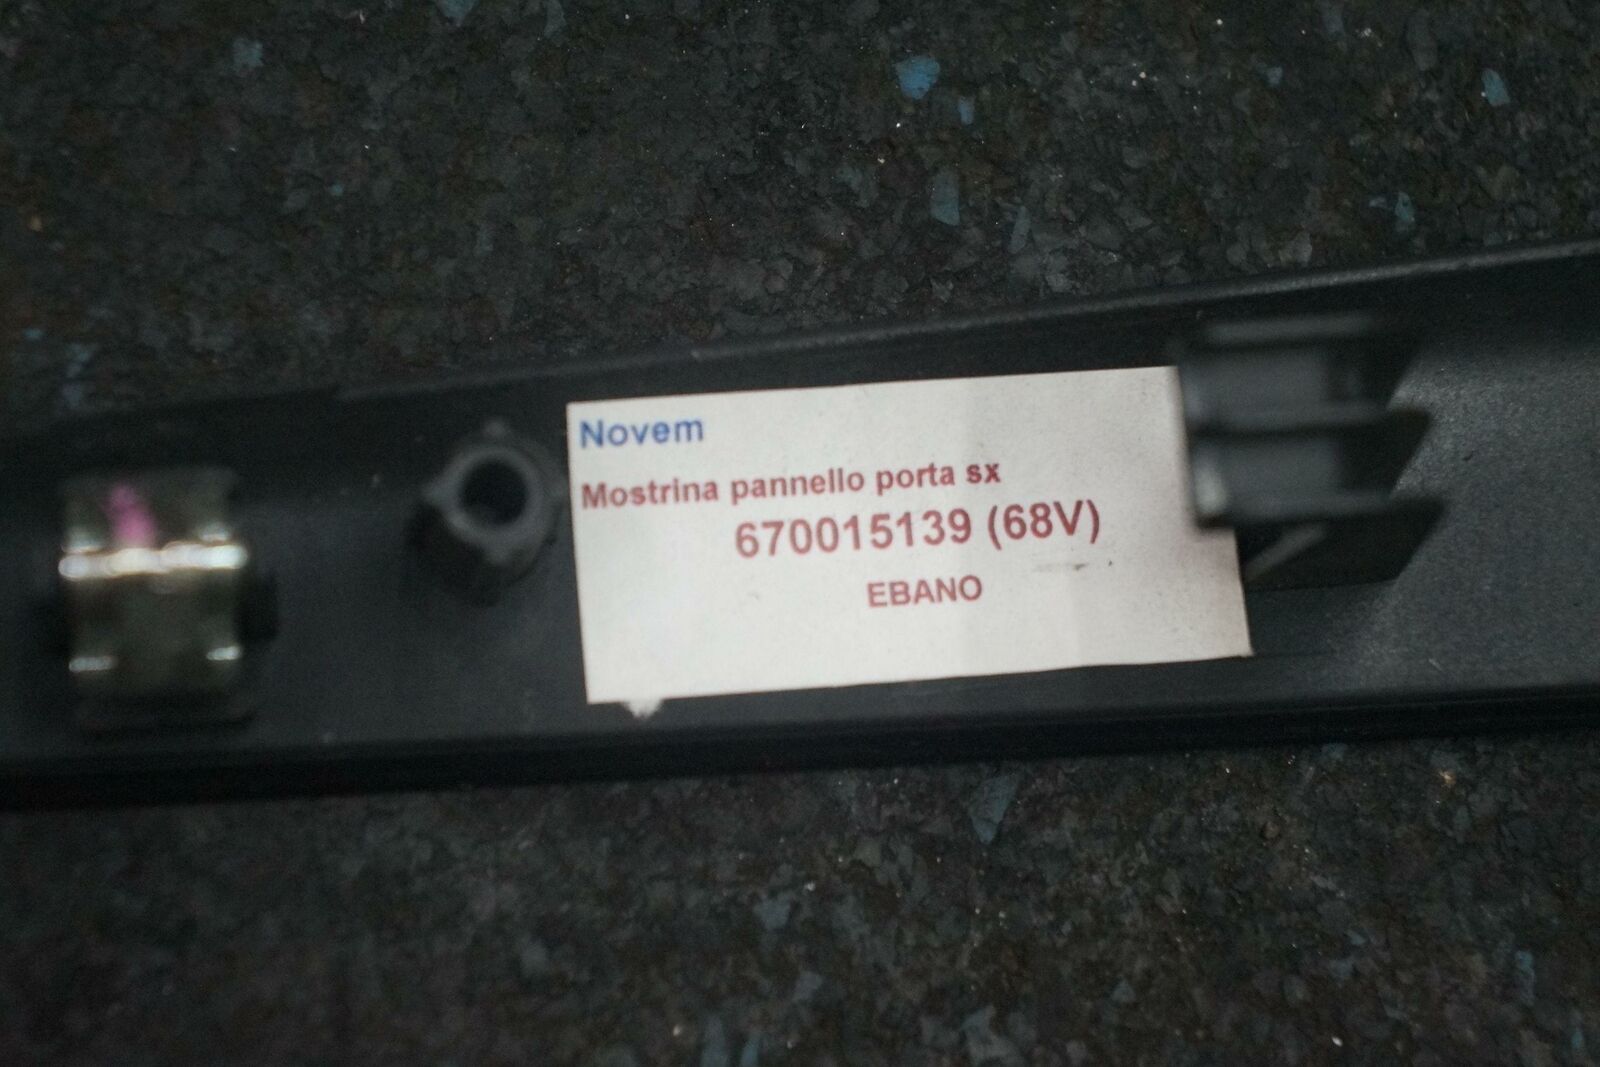 Novem
Mostrina pannello porta sx
670015139 (68V)
EBANO